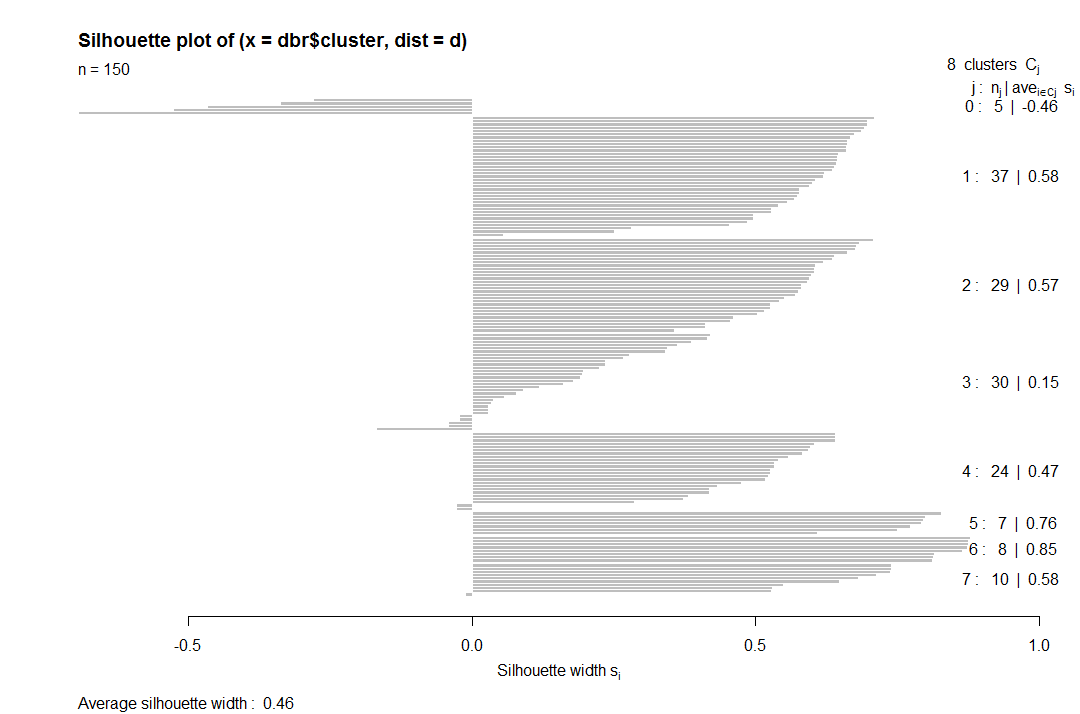 Silhouette plot of (x = dbr$cluster, dist = d)
n = 150
8 clusters Cj
j : nj | avei∈Cj si
0 : 5 | -0.46
1 : 37 | 0.58
2 : 29 | 0.57
3 : 30 | 0.15
4 : 24 | 0.47
5 : 7 | 0.76
6 : 8 | 0.85
7 : 10 | 0.58
-0.5 0.0 0.5 1.0
Silhouette width si
Average silhouette width : 0.46